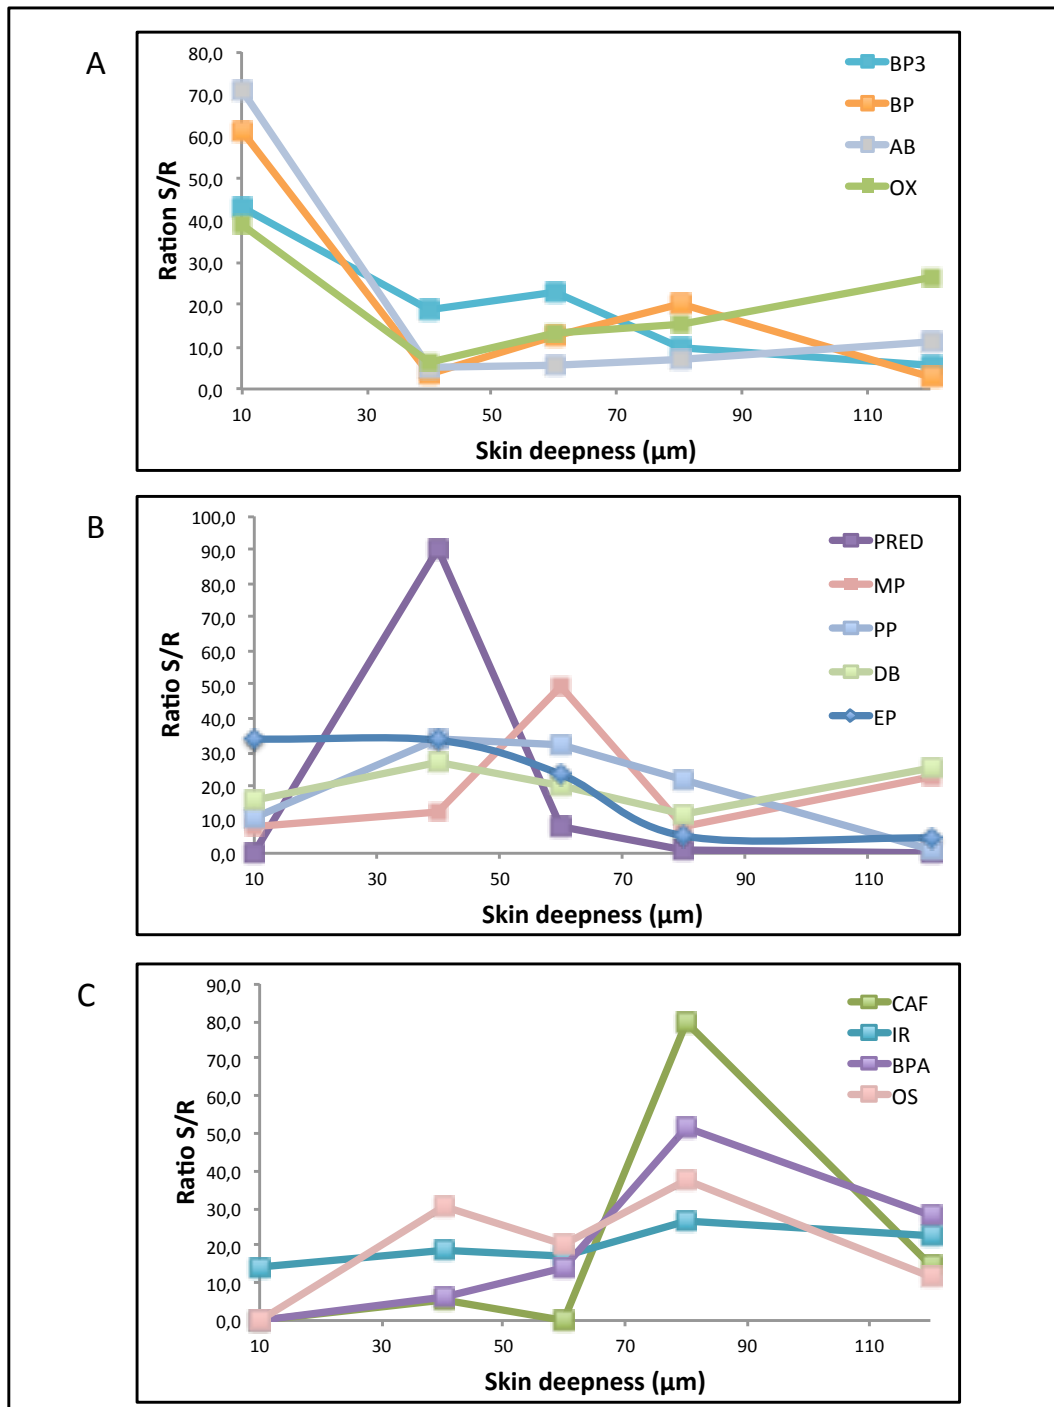 A
80,0
70,0
60,0
50,0
40,0
30,0
20,0
10,0
0,0
Ration S/R
BP3
BP
AB
OX
10 30 50 70 90 110
Skin deepness (µm)
B
100,0
90,0
80,0
70,0
60,0
50,0
40,0
30,0
20,0
10,0
0,0
Ratio S/R
PRED
MP
PP
DB
EP
10 30 50 70 90 110
Skin deepness (µm)
C
90,0
80,0
70,0
60,0
50,0
40,0
30,0
20,0
10,0
0,0
Ratio S/R
CAF
IR
BPA
OS
10 30 50 70 90 110
Skin deepness (µm)